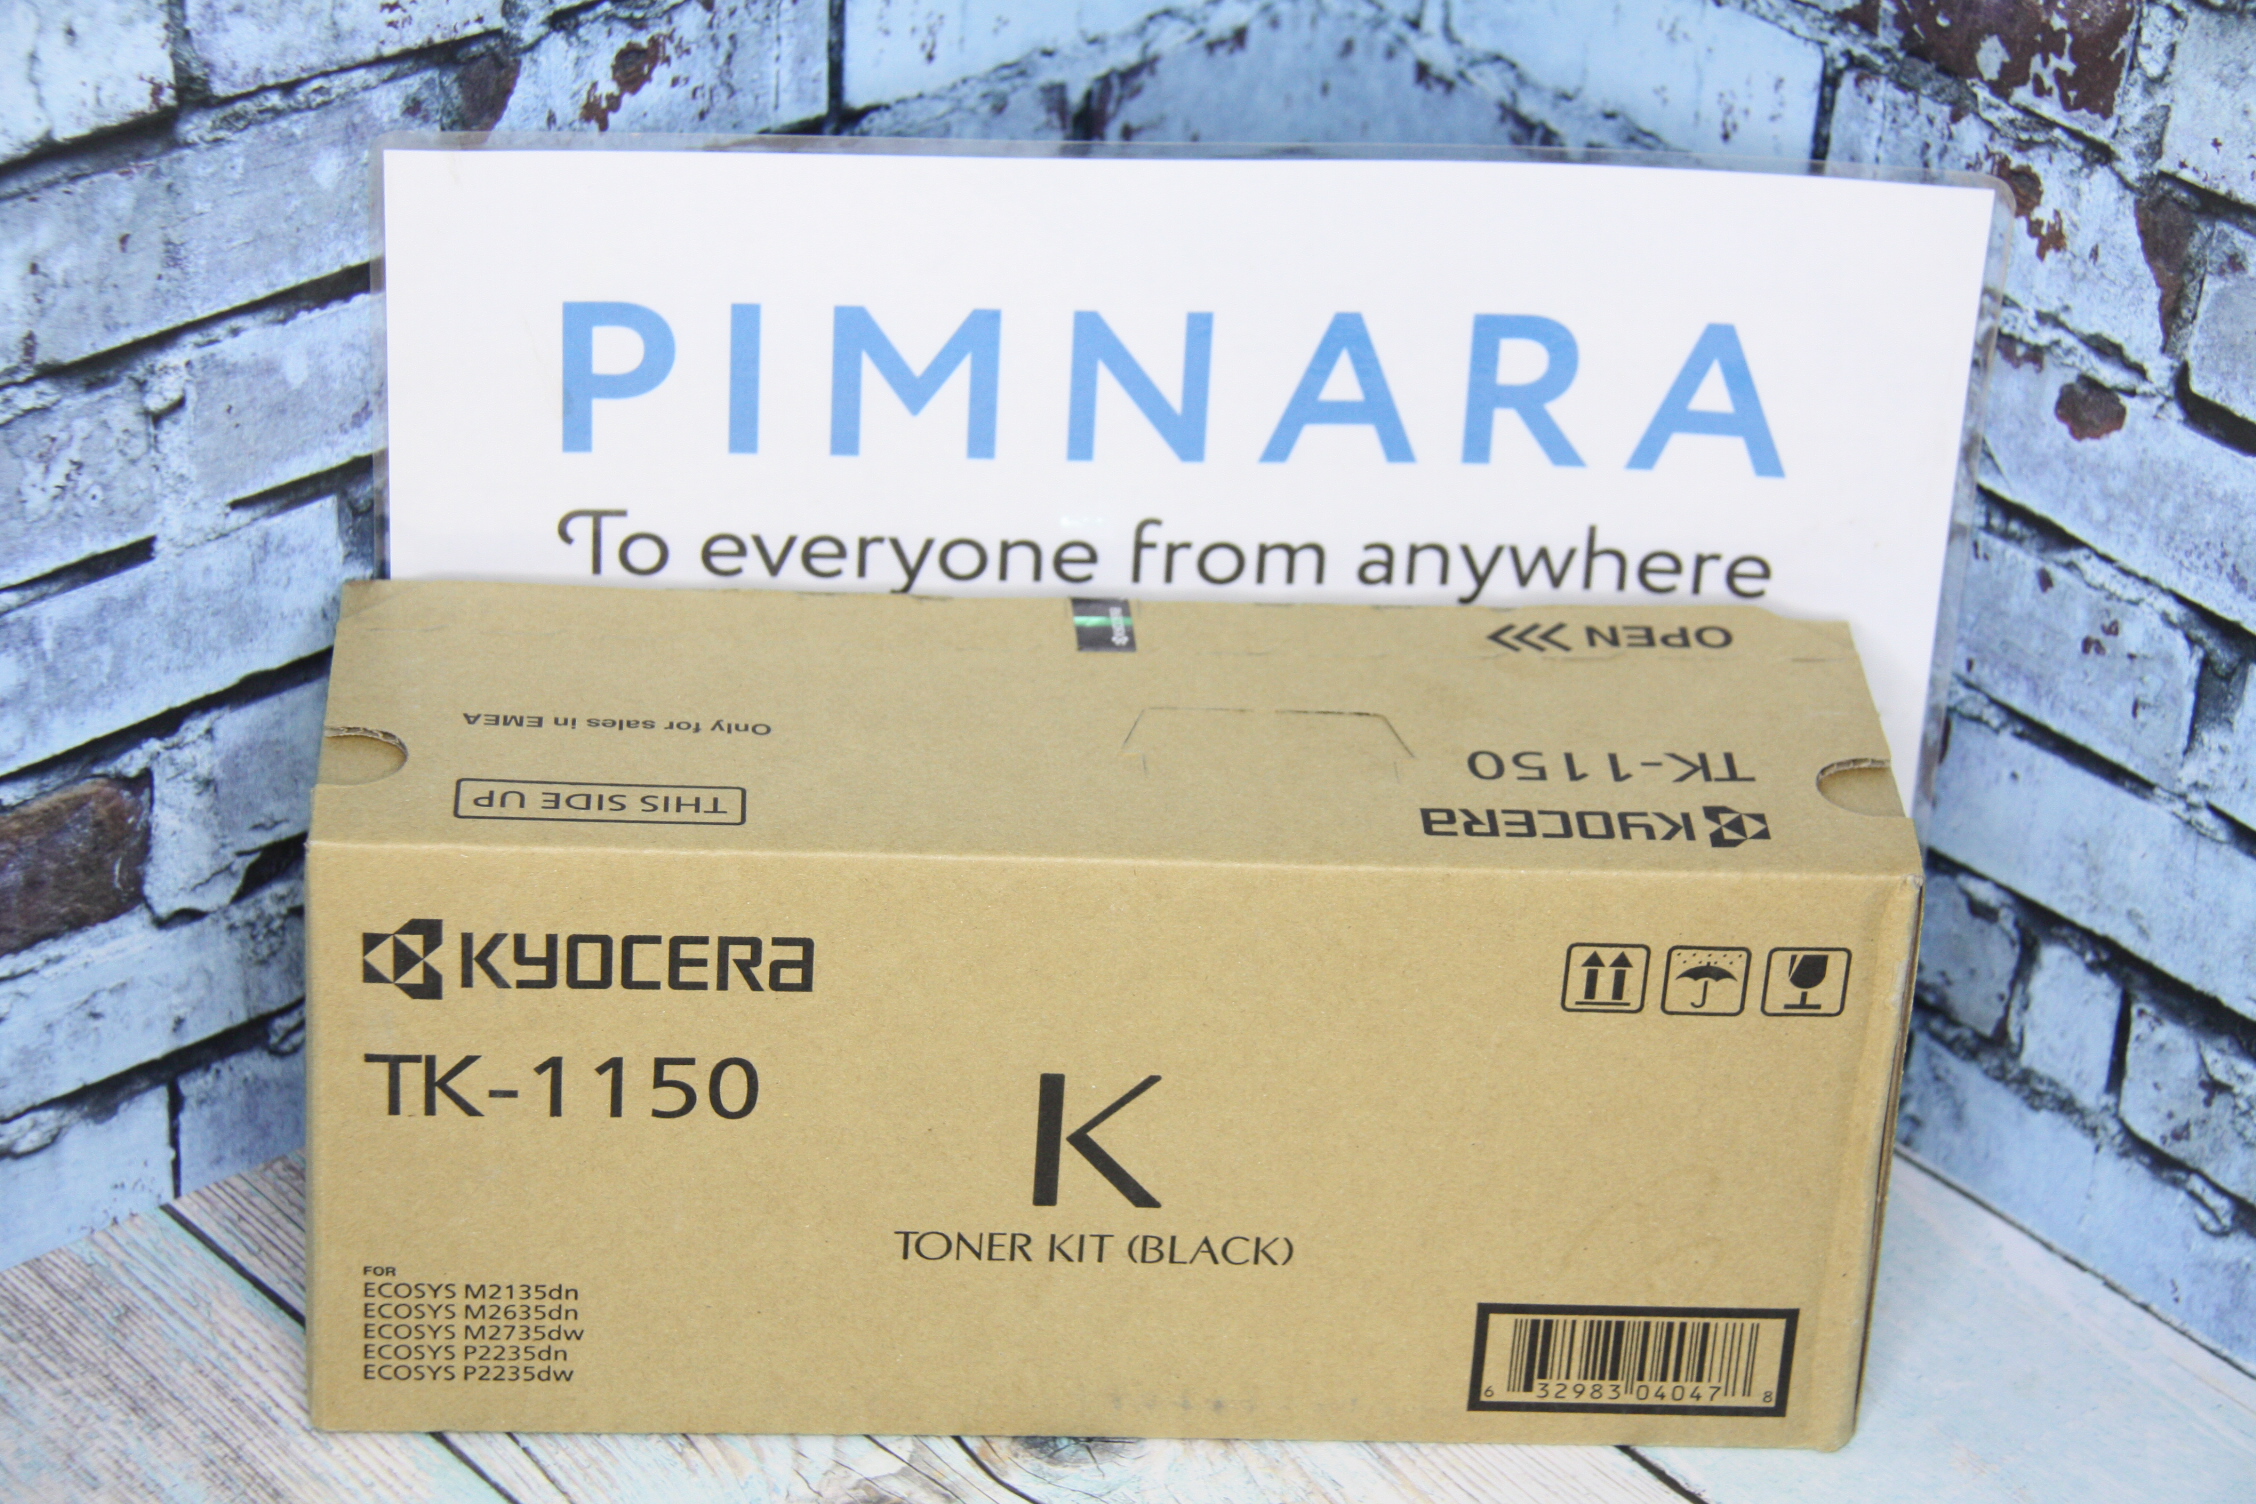 PIMNARA
To everyone from anywhere
OPEN
Only for sales in EMEA
TK-1150
THIS SIDE UP
KYOCERA
KYOCERA
TK-1150
K
TONER KIT (BLACK)
FOR
ECOSYS M2135dn
ECOSYS M2635dn
ECOSYS M2735dw
ECOSYS P2235dn
ECOSYS P2235dw
6 32983 04047 8